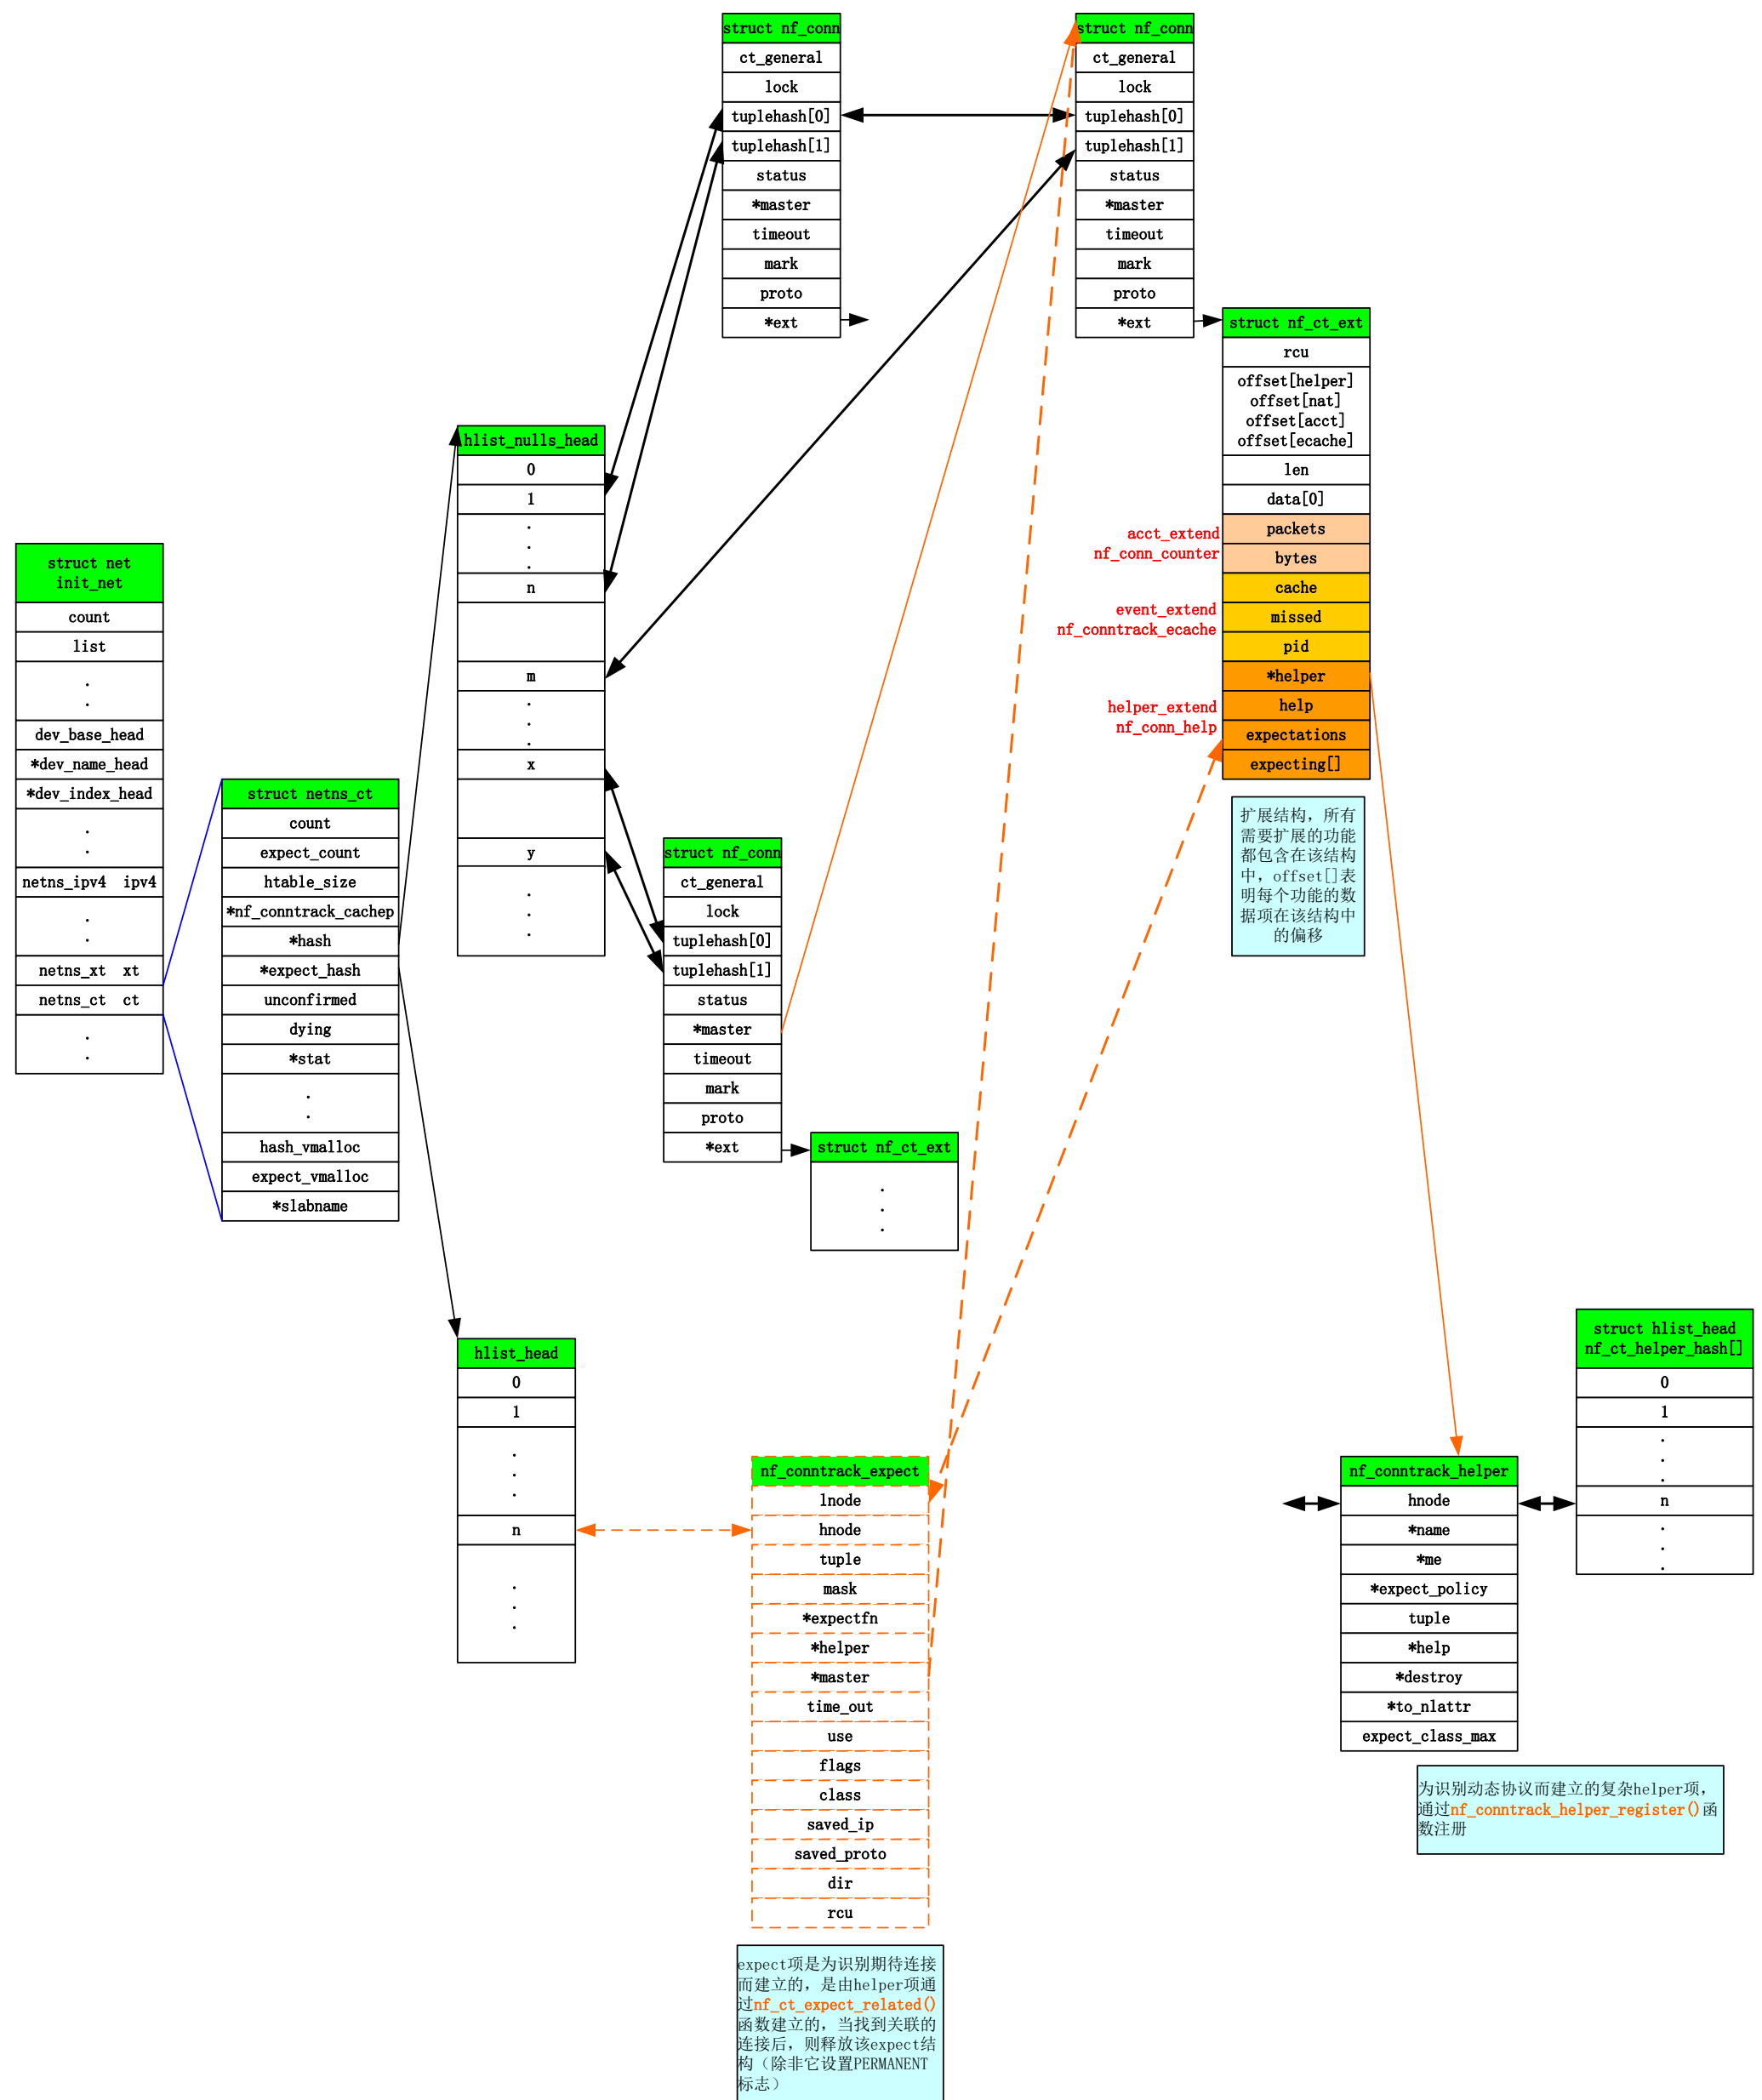 struct net
init_net
count
list
.
.
dev_base_head
*dev_name_head
*dev_index_head
.
.
netns_ipv4 ipv4
.
.
netns_xt xt
netns_ct ct
.
.
struct netns_ct
count
expect_count
htable_size
*nf_conntrack_cachep
*hash
*expect_hash
unconfirmed
dying
*stat
.
.
hash_vmalloc
expect_vmalloc
*slabname
hlist_nulls_head
0
1
.
.
.
n
m
.
.
.
x
y
.
.
.
struct nf_conn
ct_general
lock
tuplehash[0]
tuplehash[1]
status
*master
timeout
mark
proto
*ext
struct nf_conn
ct_general
lock
tuplehash[0]
tuplehash[1]
status
*master
timeout
mark
proto
*ext
struct nf_ct_ext
rcu
offset[helper]
offset[nat]
offset[acct]
offset[ecache]
len
data[0]
packets
bytes
cache
missed
pid
*helper
help
expectations
expecting[]
acct_extend
nf_conn_counter
event_extend
nf_conntrack_ecache
helper_extend
nf_conn_help
扩展结构，所有
需要扩展的功能
都包含在该结构
中，offset[]表
明每个功能的数
据项在该结构中
的偏移
struct nf_conn
ct_general
lock
tuplehash[0]
tuplehash[1]
status
*master
timeout
mark
proto
*ext
struct nf_ct_ext
.
.
.
hlist_head
0
1
.
.
.
n
.
.
.
nf_conntrack_expect
lnode
hnode
tuple
mask
*expectfn
*helper
*master
time_out
use
flags
class
saved_ip
saved_proto
dir
rcu
expect项是为识别期待连接
而建立的，是由helper项通
过nf_ct_expect_related()
函数建立的，当找到关联的
连接后，则释放该expect结
构（除非它设置PERMANENT
标志）
nf_conntrack_helper
hnode
*name
*me
*expect_policy
tuple
*help
*destroy
*to_nlattr
expect_class_max
struct hlist_head
nf_ct_helper_hash[]
0
1
.
.
.
n
.
.
.
为识别动态协议而建立的复杂helper项，
通过nf_conntrack_helper_register()函
数注册